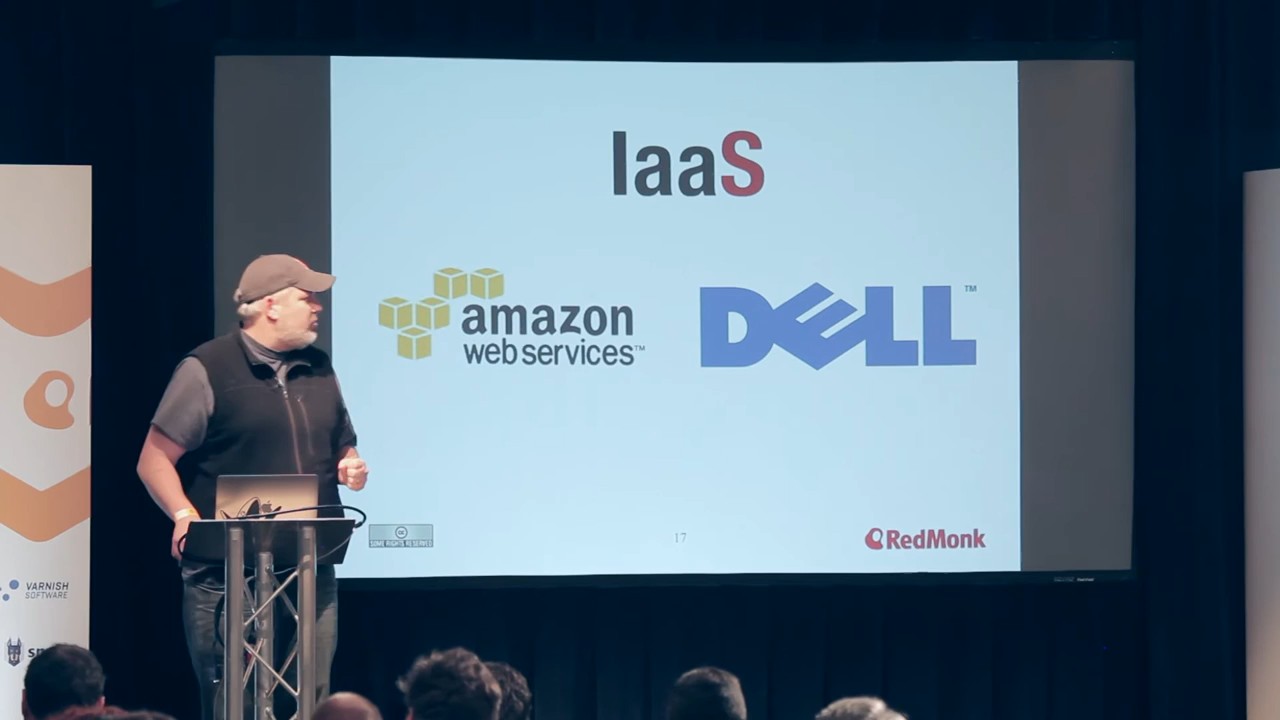 IaaS
amazon
web services™
DELL™
SOME RIGHTS RESERVED
17
RedMonk
VARNISH
SOFTWARE